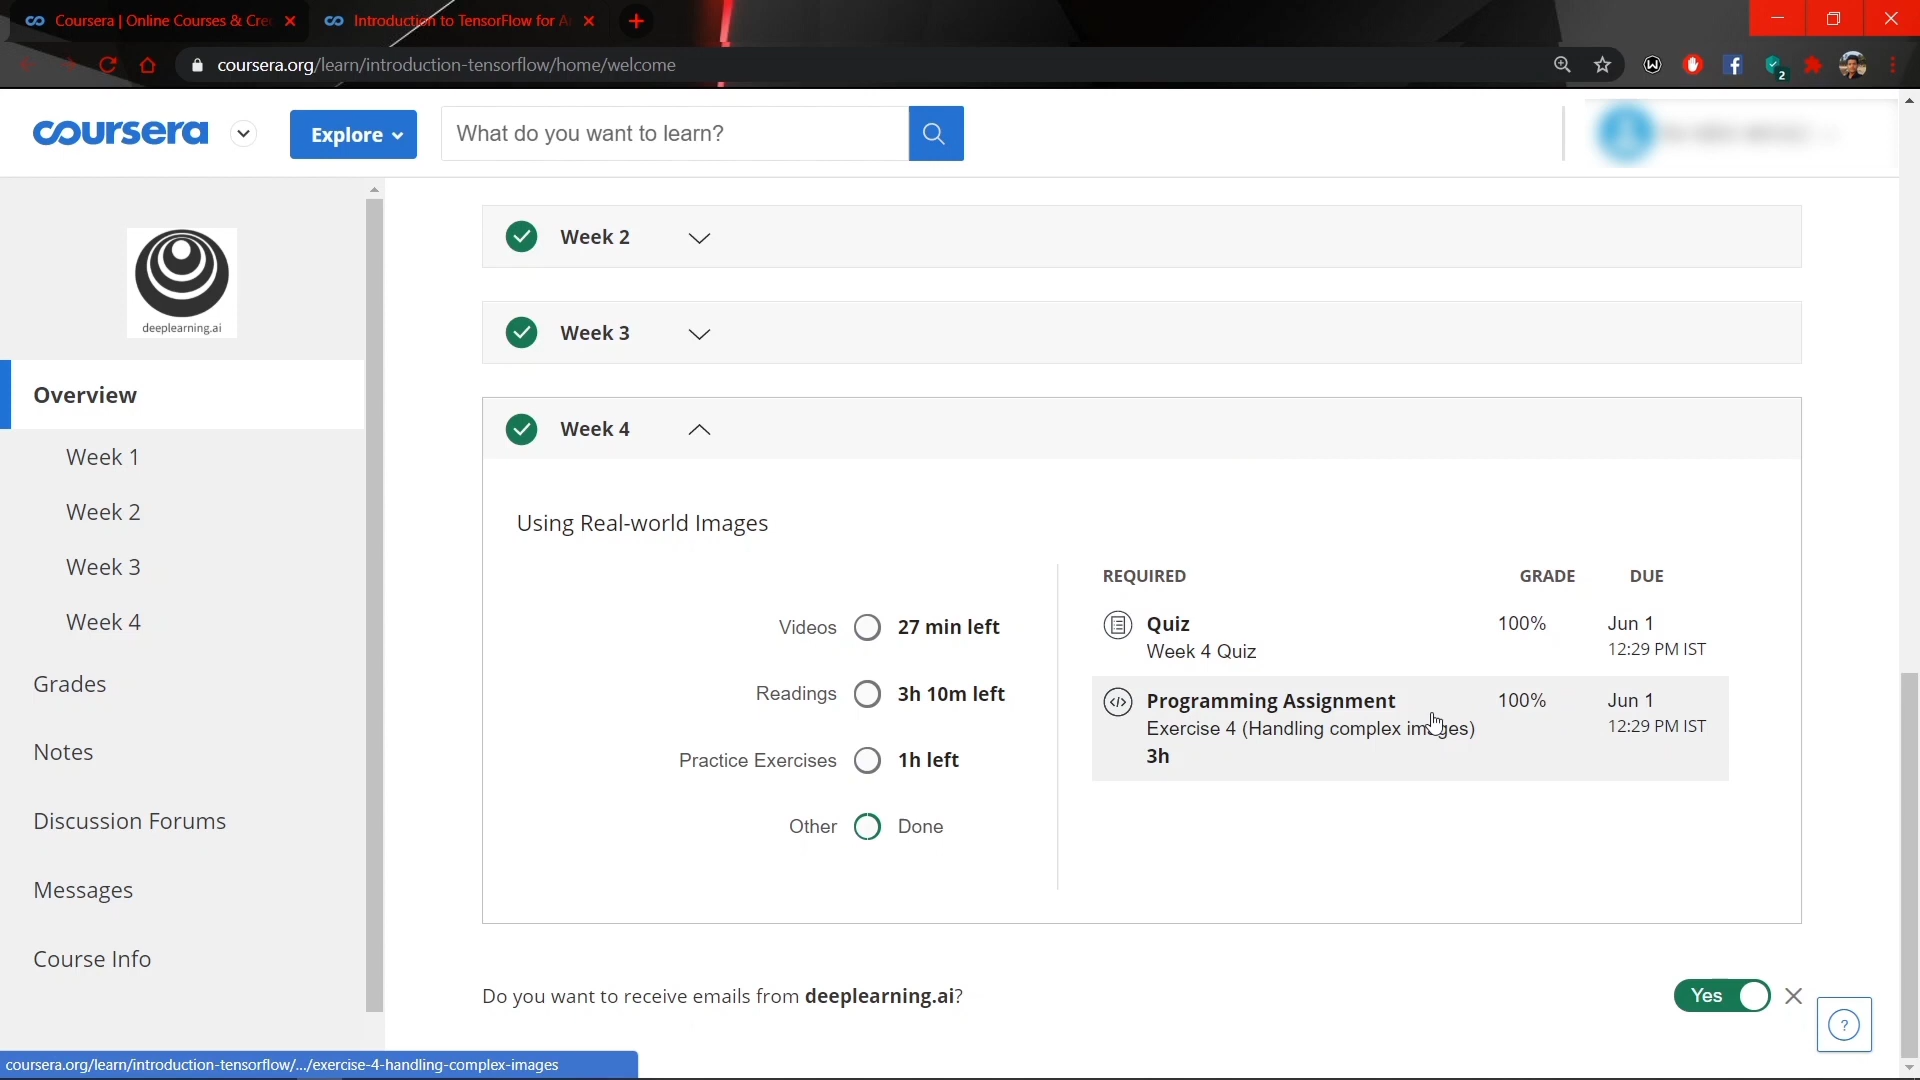 Coursera | Online Courses & Cre
Introduction to TensorFlow for A
coursera.org/learn/introduction-tensorflow/home/welcome
2
coursera
Explore
What do you want to learn?
deeplearning.ai
Overview
Week 1
Week 2
Week 3
Week 4
Grades
Notes
Discussion Forums
Messages
Course Info
Week 2
Week 3
Week 4
Using Real-world Images
Videos 27 min left
Readings 3h 10m left
Practice Exercises 1h left
Other Done
REQUIRED GRADE DUE
Quiz 100% Jun 1
Week 4 Quiz 12:29 PM IST
Programming Assignment 100% Jun 1
Exercise 4 (Handling complex images) 12:29 PM IST
3h
Do you want to receive emails from deeplearning.ai?
Yes
?
coursera.org/learn/introduction-tensorflow/.../exercise-4-handling-complex-images